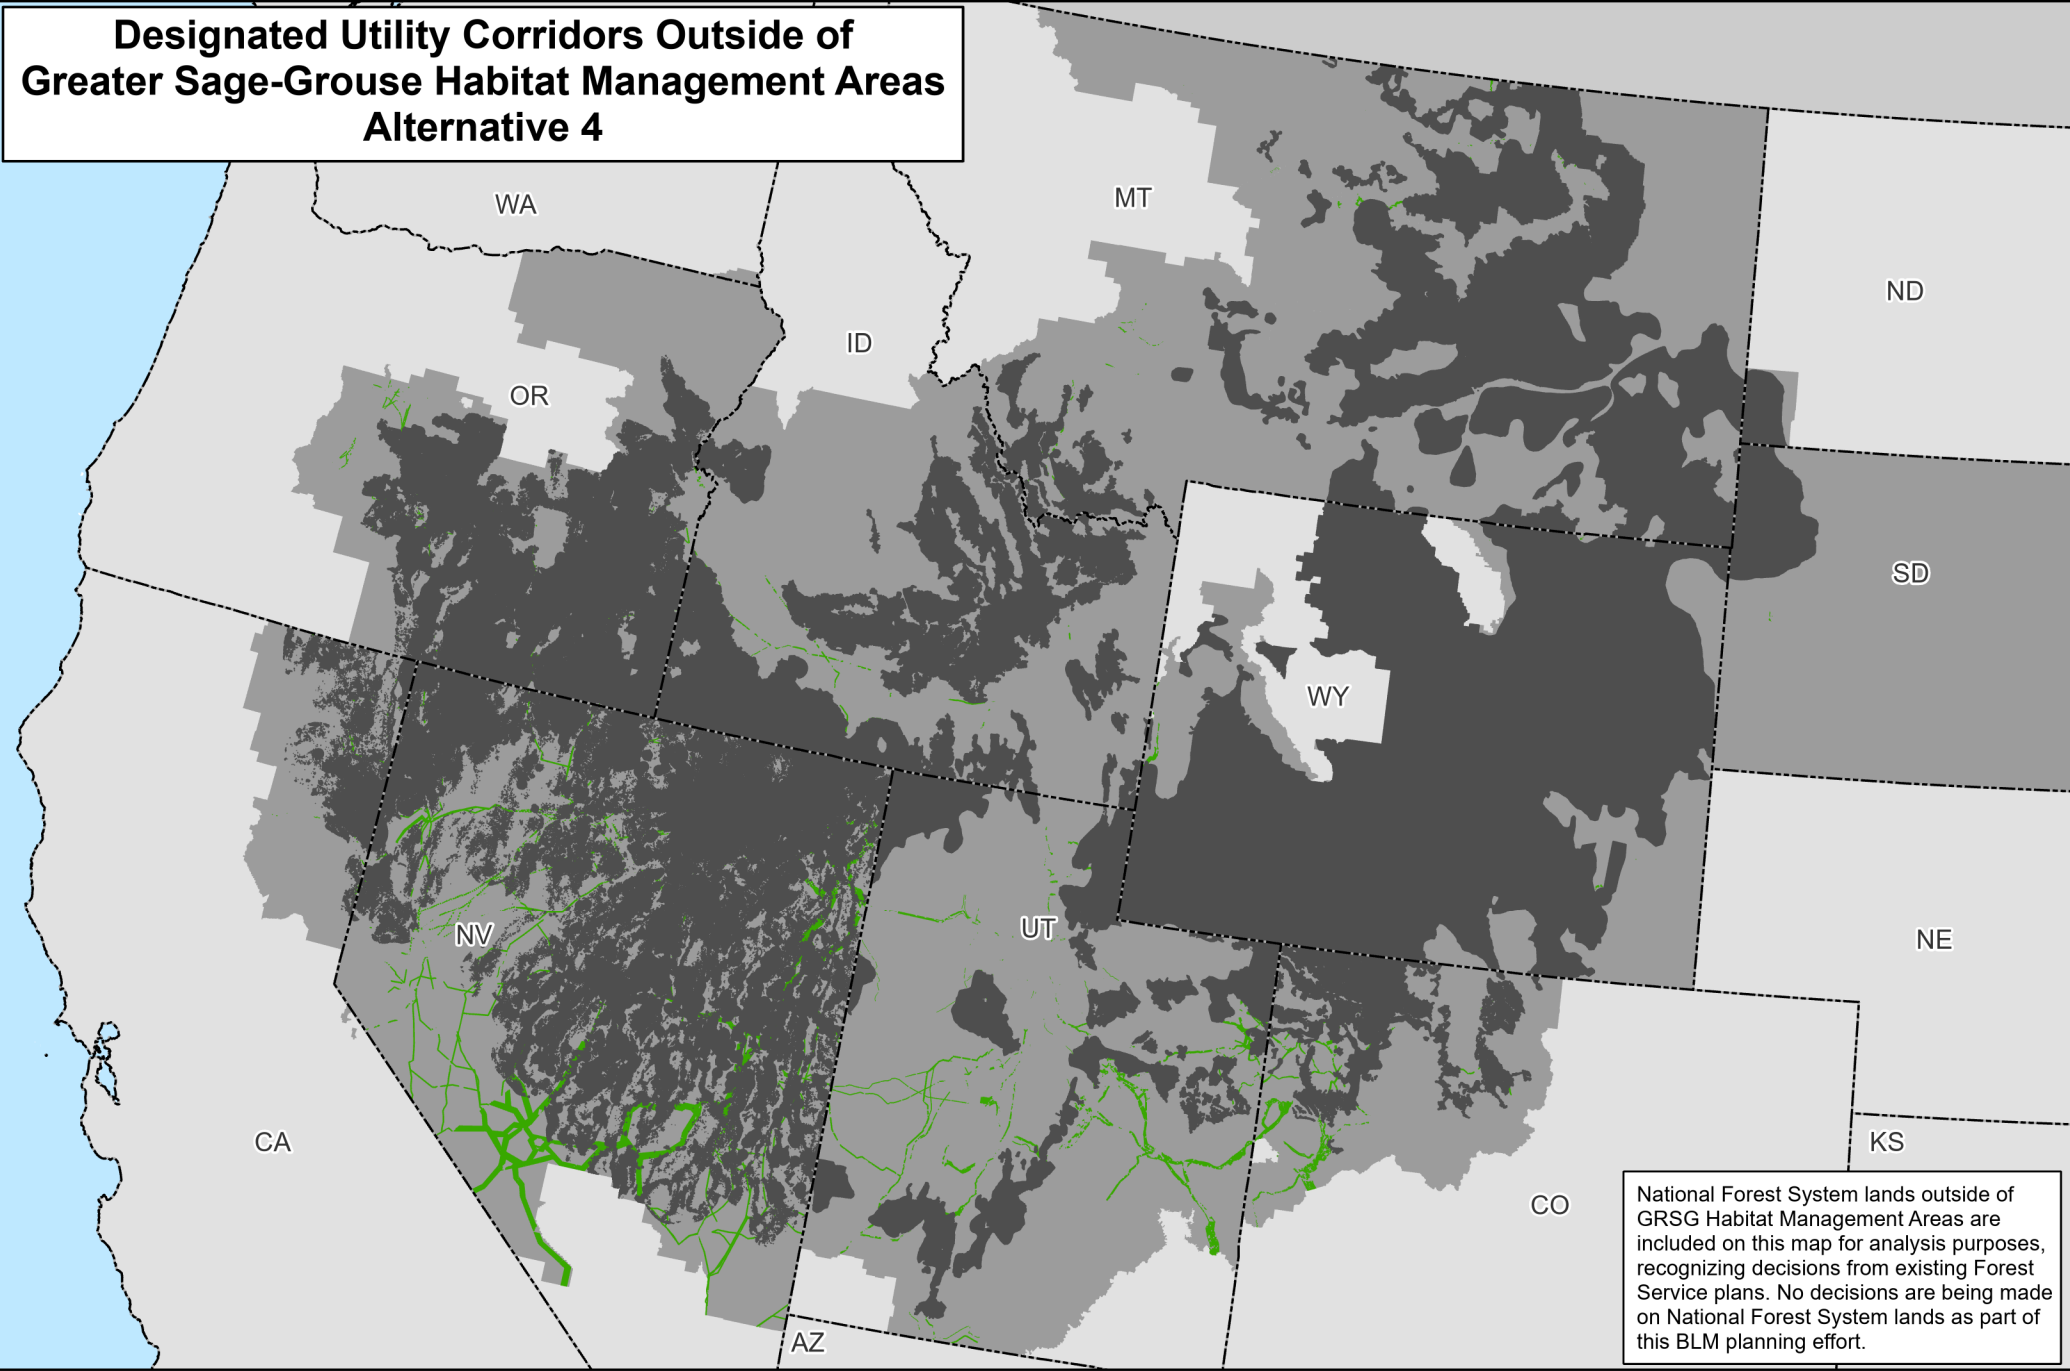 Designated Utility Corridors Outside of
Greater Sage-Grouse Habitat Management Areas
Alternative 4
WA
MT
ND
ID
OR
SD
WY
NV
UT
NE
CA
KS
CO
AZ
National Forest System lands outside of
GRSG Habitat Management Areas are
included on this map for analysis purposes,
recognizing decisions from existing Forest
Service plans. No decisions are being made
on National Forest System lands as part of
this BLM planning effort.